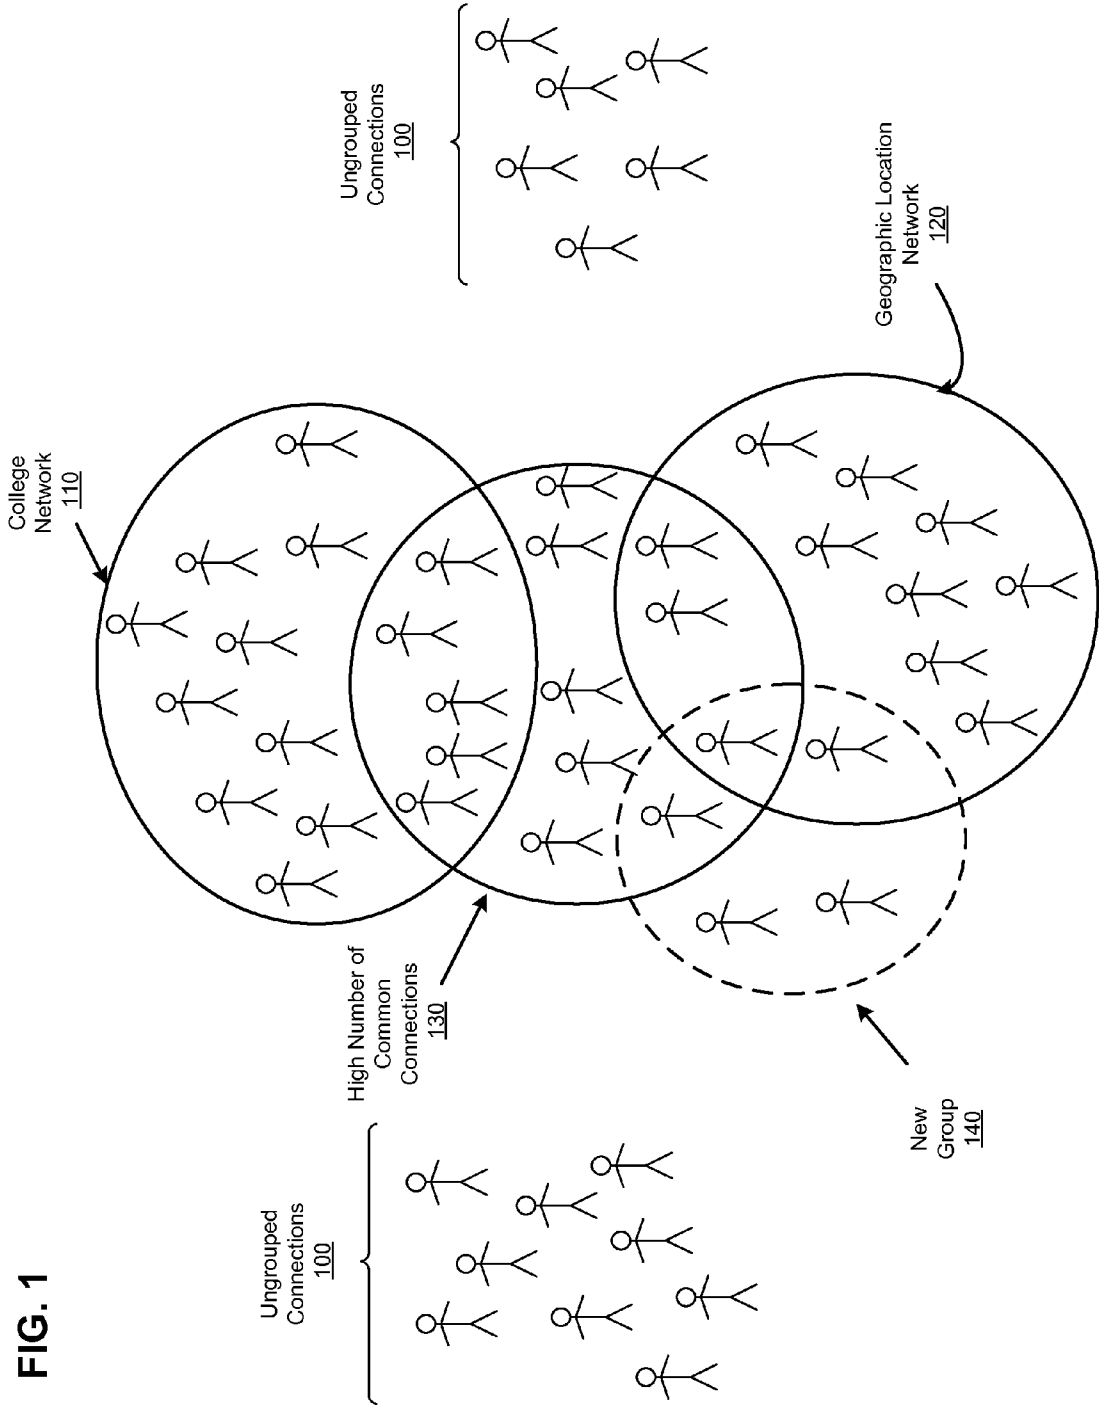 College
Network
110
Ungrouped
Connections
100
Ungrouped
Connections
100
High Number of
Common
Connections
130
Geographic Location
Network
120
New
Group
140
FIG. 1